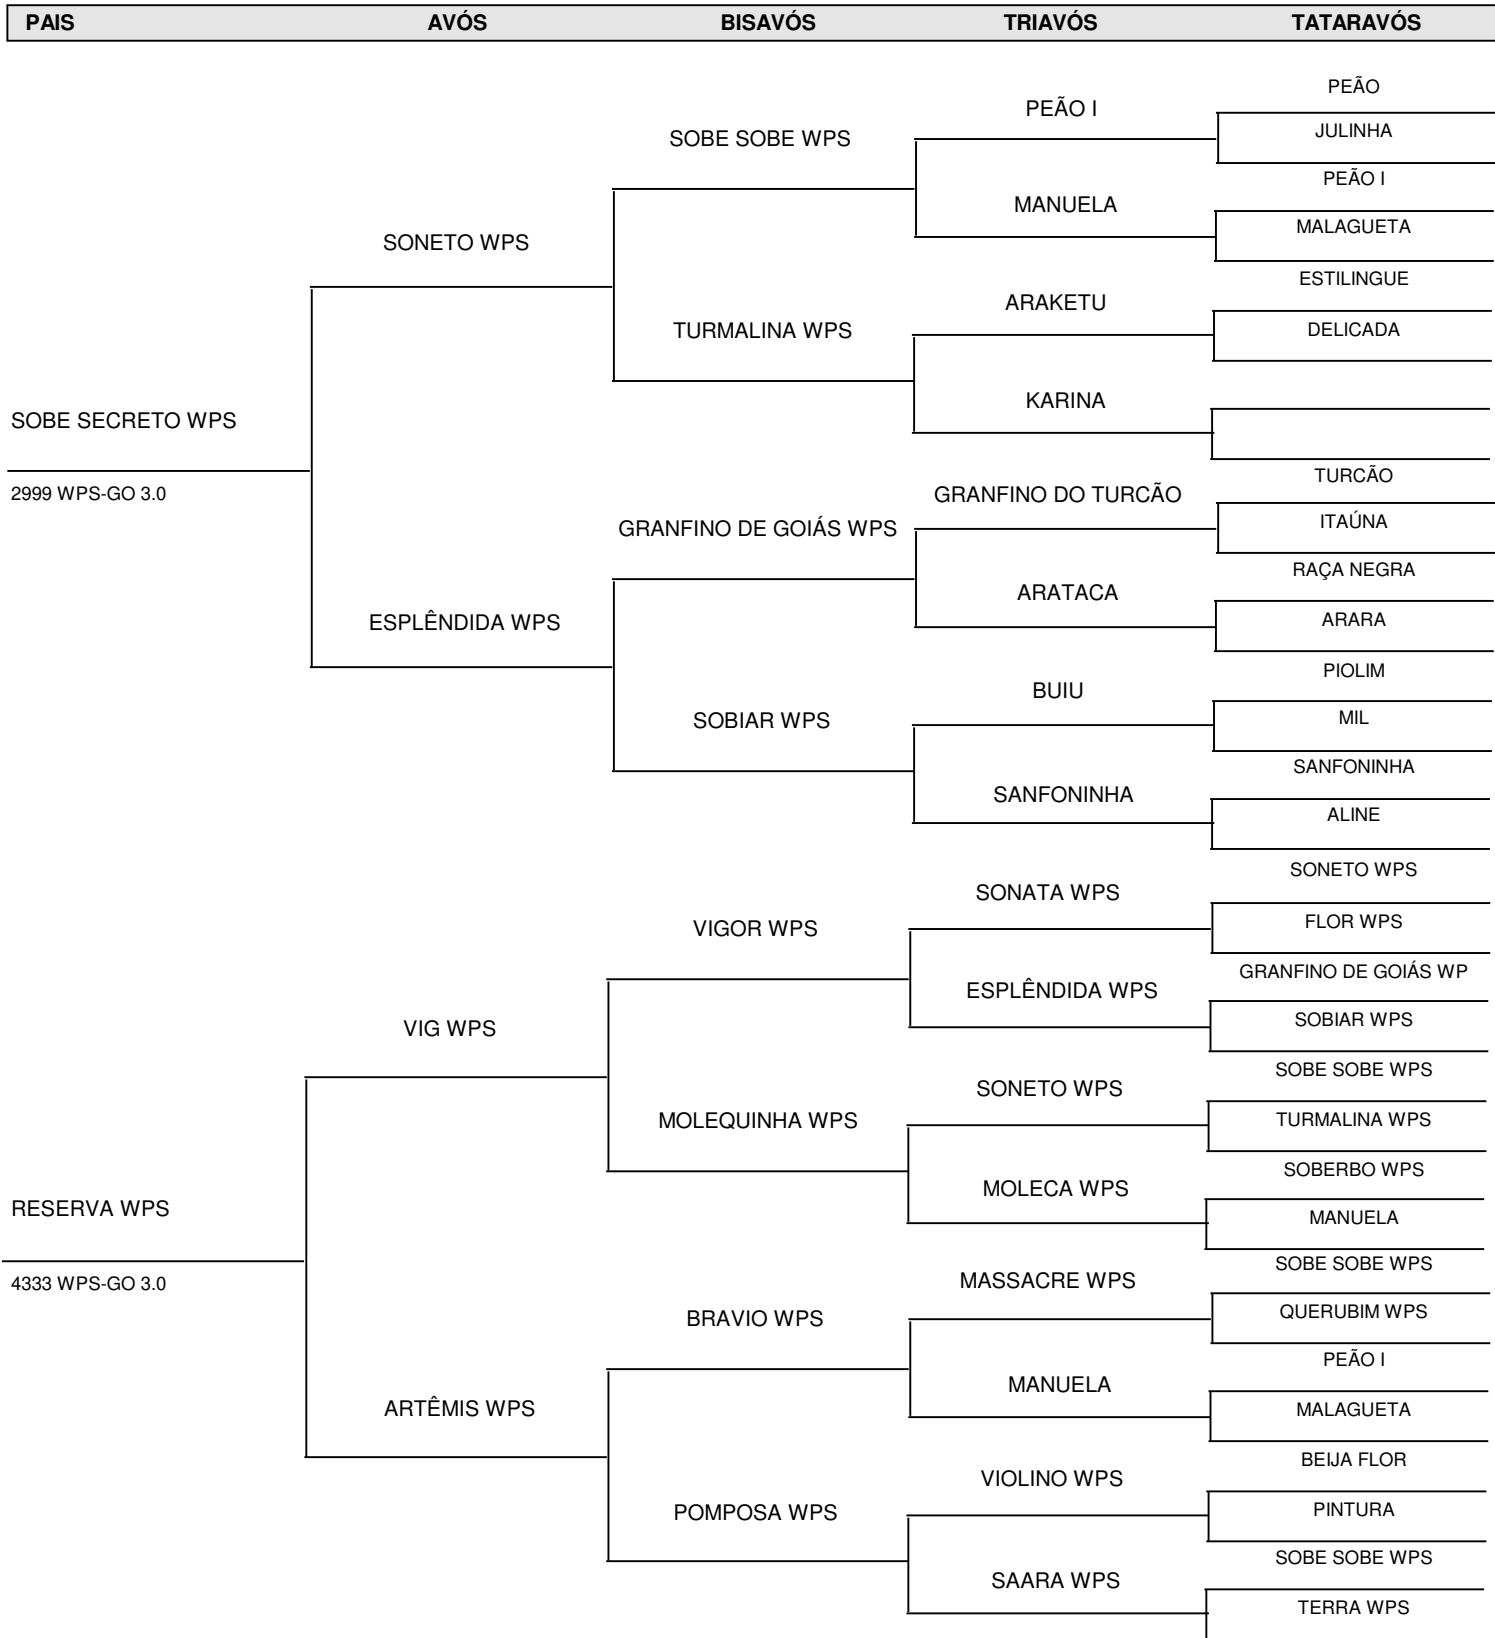 PAIS AVÓS BISAVÓS TRIAVÓS TATARAVÓS
PEÃO
PEÃO I
JULINHA
SOBE SOBE WPS
PEÃO I
MANUELA
MALAGUETA
SONETO WPS
ESTILINGUE
ARAKETU
DELICADA
TURMALINA WPS
KARINA
SOBE SECRETO WPS
2999 WPS-GO 3.0
TURCÃO
GRANFINO DO TURCÃO
ITAÚNA
GRANFINO DE GOIÁS WPS
RAÇA NEGRA
ARATACA
ARARA
ESPLÊNDIDA WPS
PIOLIM
BUIU
MIL
SOBIAR WPS
SANFONINHA
SANFONINHA
ALINE
SONETO WPS
SONATA WPS
FLOR WPS
VIGOR WPS
GRANFINO DE GOIÁS WP
ESPLÊNDIDA WPS
SOBIAR WPS
VIG WPS
SOBE SOBE WPS
SONETO WPS
TURMALINA WPS
MOLEQUINHA WPS
SOBERBO WPS
MOLECA WPS
MANUELA
RESERVA WPS
4333 WPS-GO 3.0
SOBE SOBE WPS
MASSACRE WPS
QUERUBIM WPS
BRAVIO WPS
PEÃO I
MANUELA
MALAGUETA
ARTÊMIS WPS
BEIJA FLOR
VIOLINO WPS
PINTURA
POMPOSA WPS
SOBE SOBE WPS
SAARA WPS
TERRA WPS